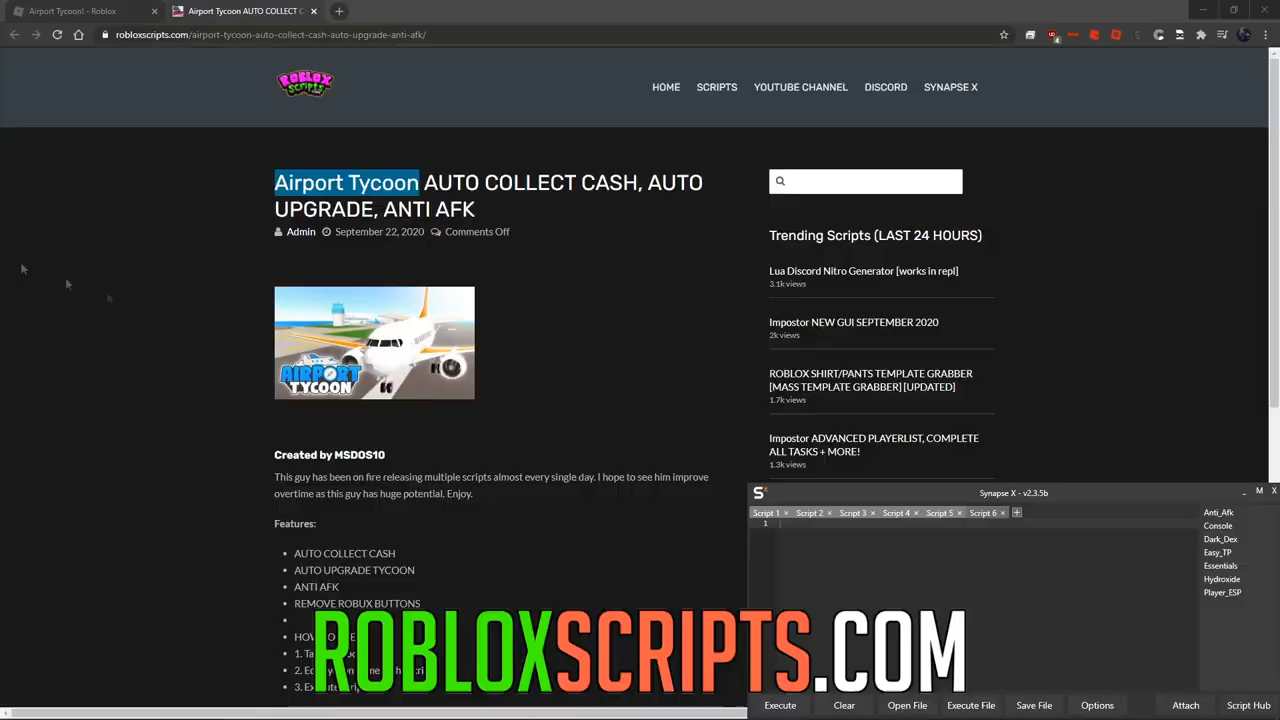 Airport Tycoon! - Roblox
Airport Tycoon AUTO COLLECT C
robloxscripts.com/airport-tycoon-auto-collect-cash-auto-upgrade-anti-afk/
ROBLOX
Scripts
HOME
SCRIPTS
YOUTUBE CHANNEL
DISCORD
SYNAPSE X
Airport Tycoon AUTO COLLECT CASH, AUTO
UPGRADE, ANTI AFK
Admin
September 22, 2020
Comments Off
AIRPORT
TYCOON
Created by MSDOS10
This guy has been on fire releasing multiple scripts almost every single day. I hope to see him improve
overtime as this guy has huge potential. Enjoy.
Features:
AUTO COLLECT CASH
AUTO UPGRADE TYCOON
ANTI AFK
REMOVE ROBUX BUTTONS
1.
2.
3.
Trending Scripts (LAST 24 HOURS)
Lua Discord Nitro Generator [works in repl]
3.1k views
Impostor NEW GUI SEPTEMBER 2020
2k views
ROBLOX SHIRT/PANTS TEMPLATE GRABBER
[MASS TEMPLATE GRABBER] [UPDATED]
1.7k views
Impostor ADVANCED PLAYERLIST, COMPLETE
ALL TASKS + MORE!
1.3k views
Synapse X - v2.3.5b
Script 1
Script 2
Script 3
Script 4
Script 5
Script 6
1
Anti_Afk
Console
Dark_Dex
Easy_TP
Essentials
Hydroxide
Player_ESP
Execute
Clear
Open File
Execute File
Save File
Options
Attach
Script Hub
ROBLOXSCRIPTS.COM